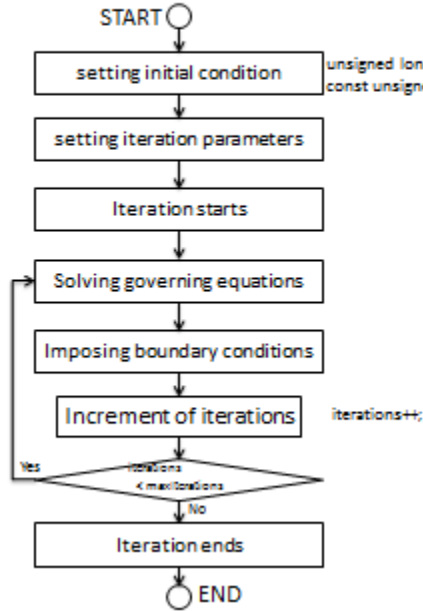 START
setting initial condition
unsigned lon
const unsign
setting iteration parameters
Iteration starts
Solving governing equations
Imposing boundary conditions
Increment of iterations
iterations++;
Yes
iterations
< maxiterations
No
Iteration ends
END